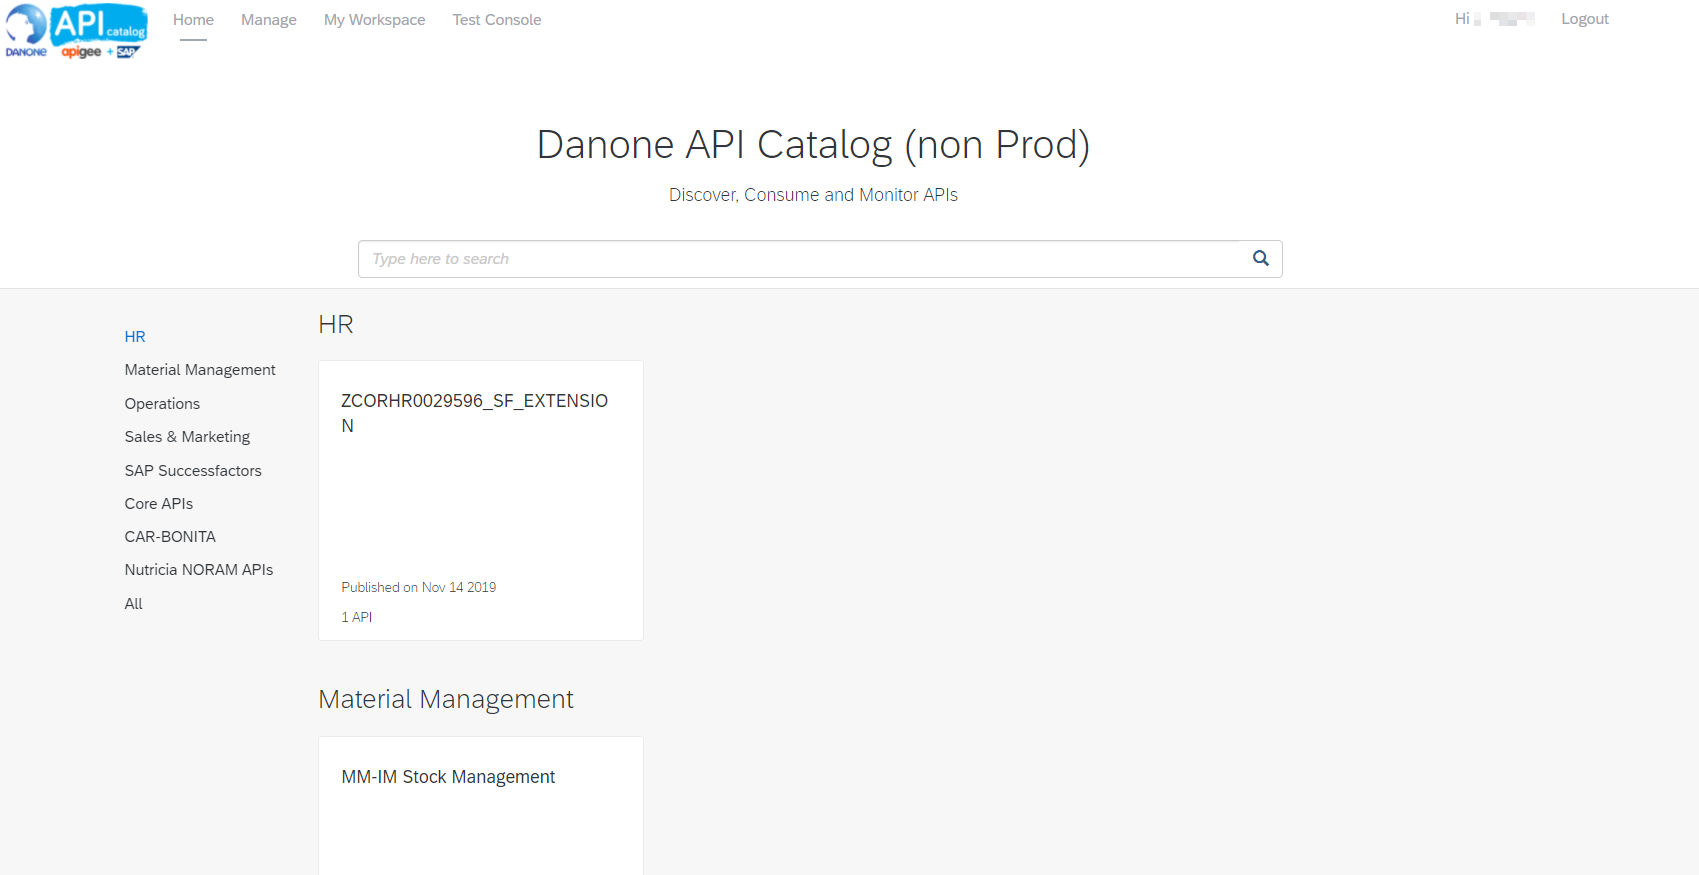 API catalog
DANONE apigee + SAP
Home Manage My Workspace Test Console
Hi
Logout
Danone API Catalog (non Prod)
Discover, Consume and Monitor APIs
Type here to search
HR
Material Management
Operations
Sales & Marketing
SAP Successfactors
Core APIs
CAR-BONITA
Nutricia NORAM APIs
All
HR
ZCORHR0029596_SF_EXTENSIO
N
Published on Nov 14 2019
1 API
Material Management
MM-IM Stock Management